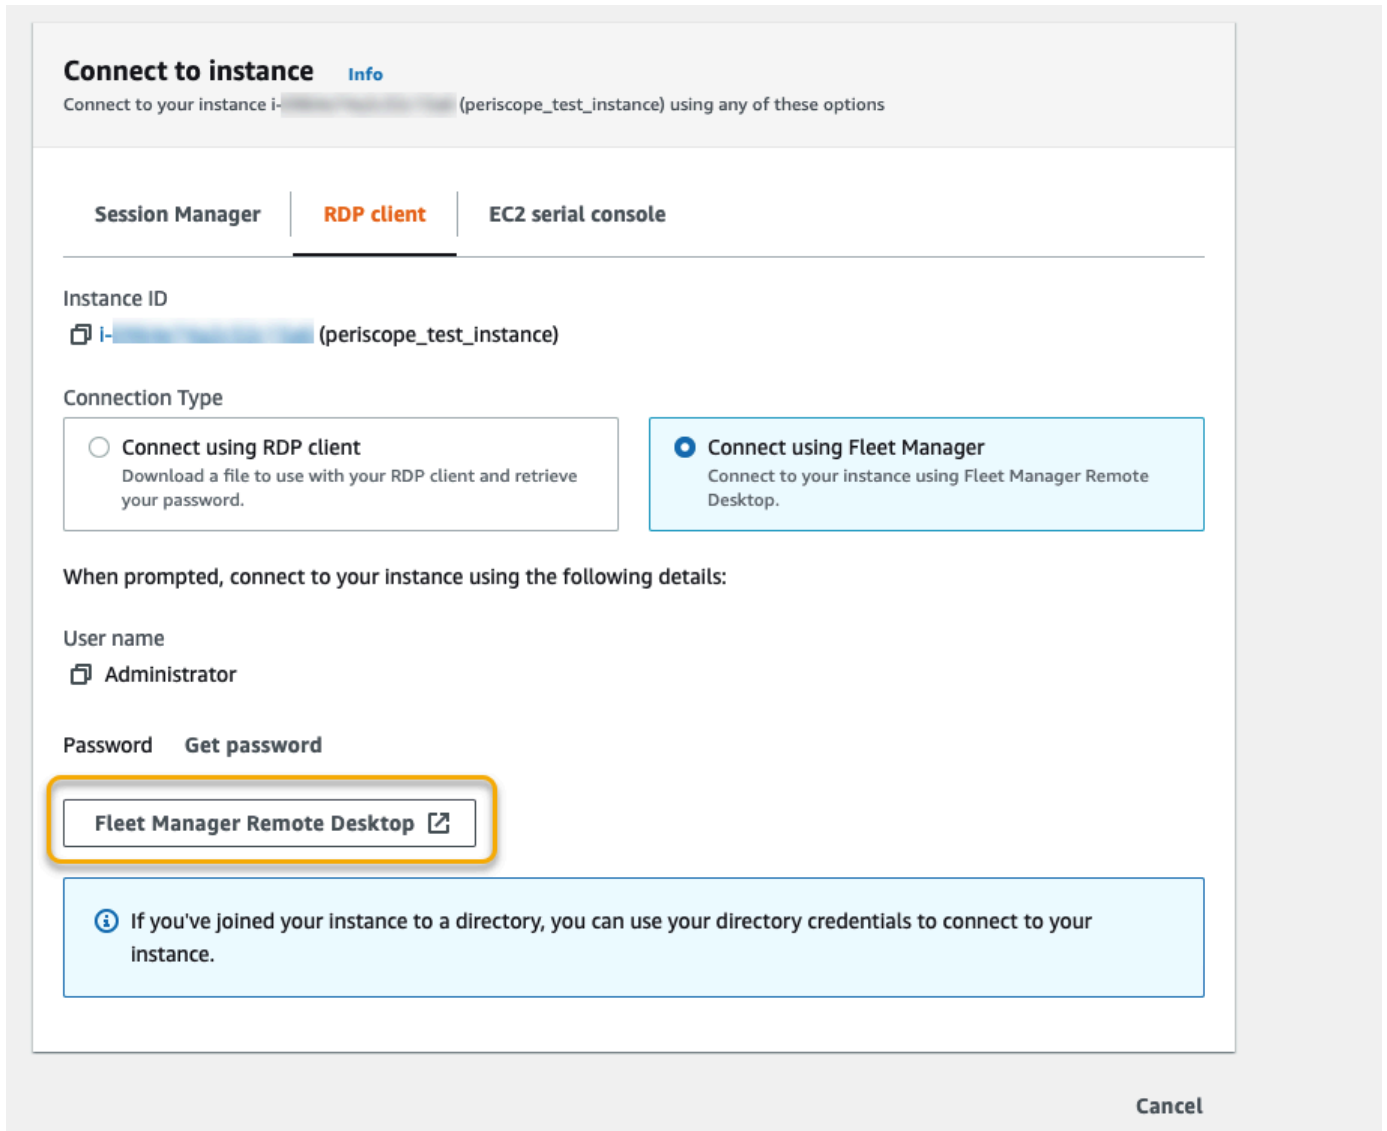 Connect to instance Info
Connect to your instance i- (periscope_test_instance) using any of these options
Session Manager RDP client EC2 serial console
Instance ID
i- (periscope_test_instance)
Connection Type
Connect using RDP client
Download a file to use with your RDP client and retrieve
your password.
Connect using Fleet Manager
Connect to your instance using Fleet Manager Remote
Desktop.
When prompted, connect to your instance using the following details:
User name
Administrator
Password Get password
Fleet Manager Remote Desktop
If you've joined your instance to a directory, you can use your directory credentials to connect to your
instance.
Cancel